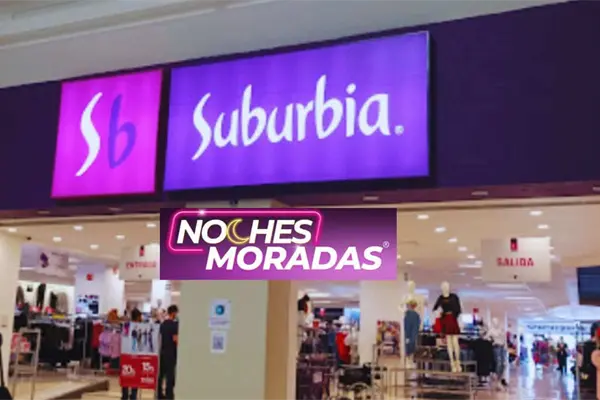 Sb
Suburbia®
NOCHES
MORADAS®
ENTRADA
SALIDA